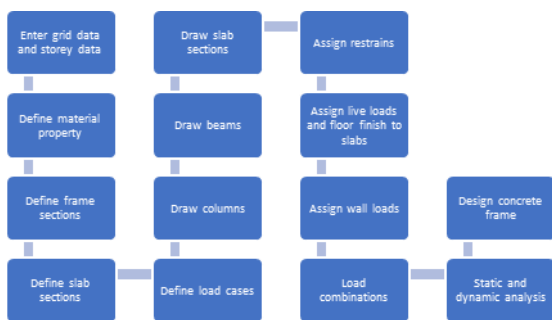 Enter grid data
and storey data
Define material
property
Define frame
sections
Define slab
sections
Define load cases
Draw columns
Draw beams
Draw slab
sections
Assign restrains
Assign live loads
and floor finish to
slabs
Assign wall loads
Load
combinations
Static and
dynamic analysis
Design concrete
frame